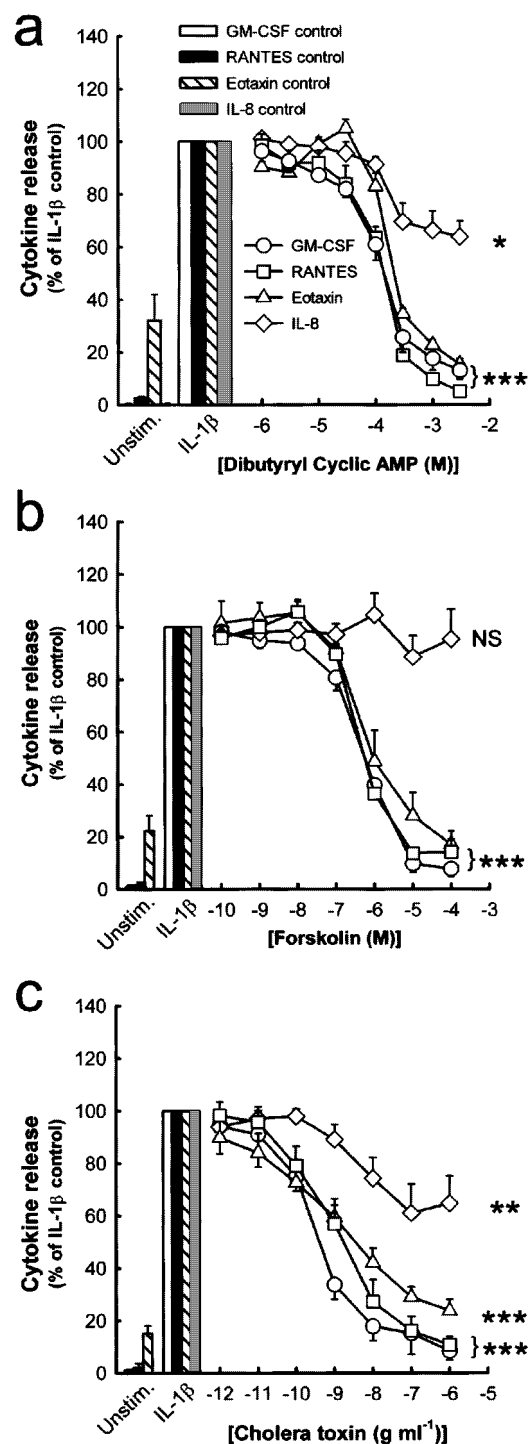 a
GM-CSF control
RANTES control
Eotaxin control
IL-8 control
140
120
100
80
60
40
20
0
Cytokine release
(% of IL-1β control)
GM-CSF
RANTES
Eotaxin
IL-8
*
}***
Unstim.
IL-1β
-6 -5 -4 -3 -2
[Dibutyryl Cyclic AMP (M)]
b
140
120
100
80
60
40
20
0
Cytokine release
(% of IL-1β control)
NS
}***
Unstim.
IL-1β
-10 -9 -8 -7 -6 -5 -4 -3
[Forskolin (M)]
c
140
120
100
80
60
40
20
0
Cytokine release
(% of IL-1β control)
**
***
}***
Unstim.
IL-1β
-12 -11 -10 -9 -8 -7 -6 -5
[Cholera toxin (g ml⁻¹)]